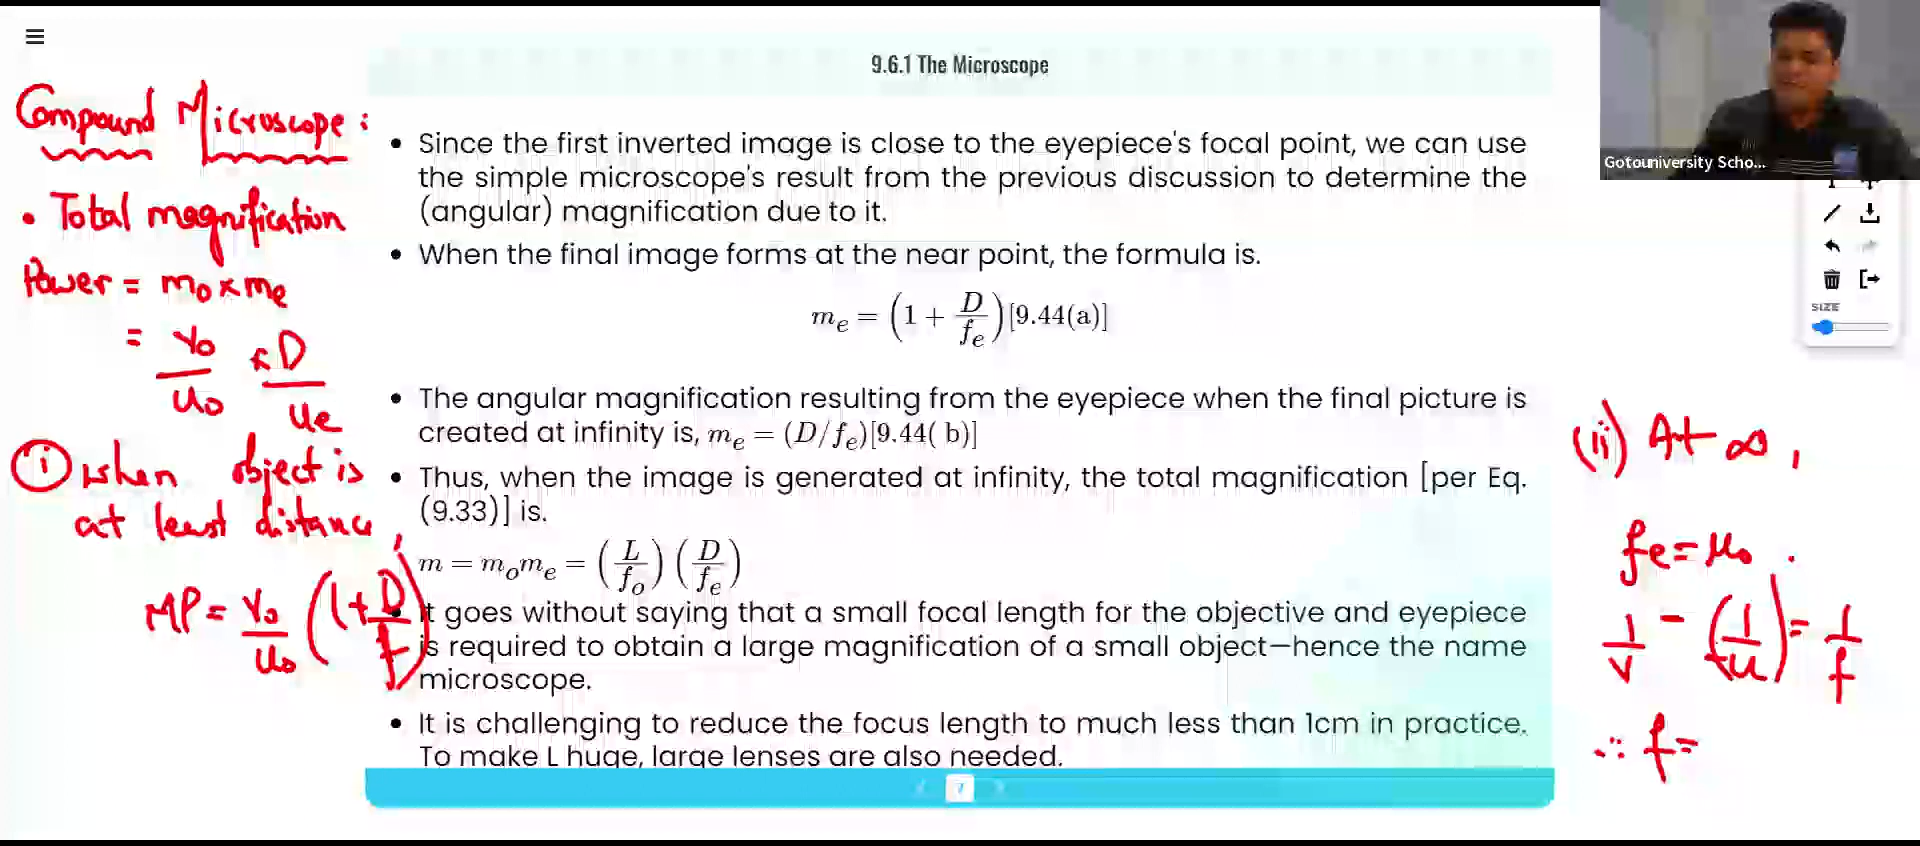 9.6.1 The Microscope
Gotouniversity Scho...
SIZE
Compound Microscope:
• Total magnification
Power = mo × me
= vo/uo × D/ue
(i) when object is
at least distance,
MP = vo/uo (1+D/f)
• Since the first inverted image is close to the eyepiece's focal point, we can use
the simple microscope's result from the previous discussion to determine the
(angular) magnification due to it.
• When the final image forms at the near point, the formula is.
mₑ = (1 + D/fₑ)[9.44(a)]
• The angular magnification resulting from the eyepiece when the final picture is
created at infinity is, mₑ = (D/fₑ)[9.44( b)]
• Thus, when the image is generated at infinity, the total magnification [per Eq.
(9.33)] is.
m = mₒmₑ = (L/fₒ)(D/fₑ)
It goes without saying that a small focal length for the objective and eyepiece
is required to obtain a large magnification of a small object—hence the name
microscope.
• It is challenging to reduce the focus length to much less than 1cm in practice.
To make L huge, large lenses are also needed.
7
(ii) At ∞,
fe = uo.
1/v - (1/-u) = 1/f
∴ f=